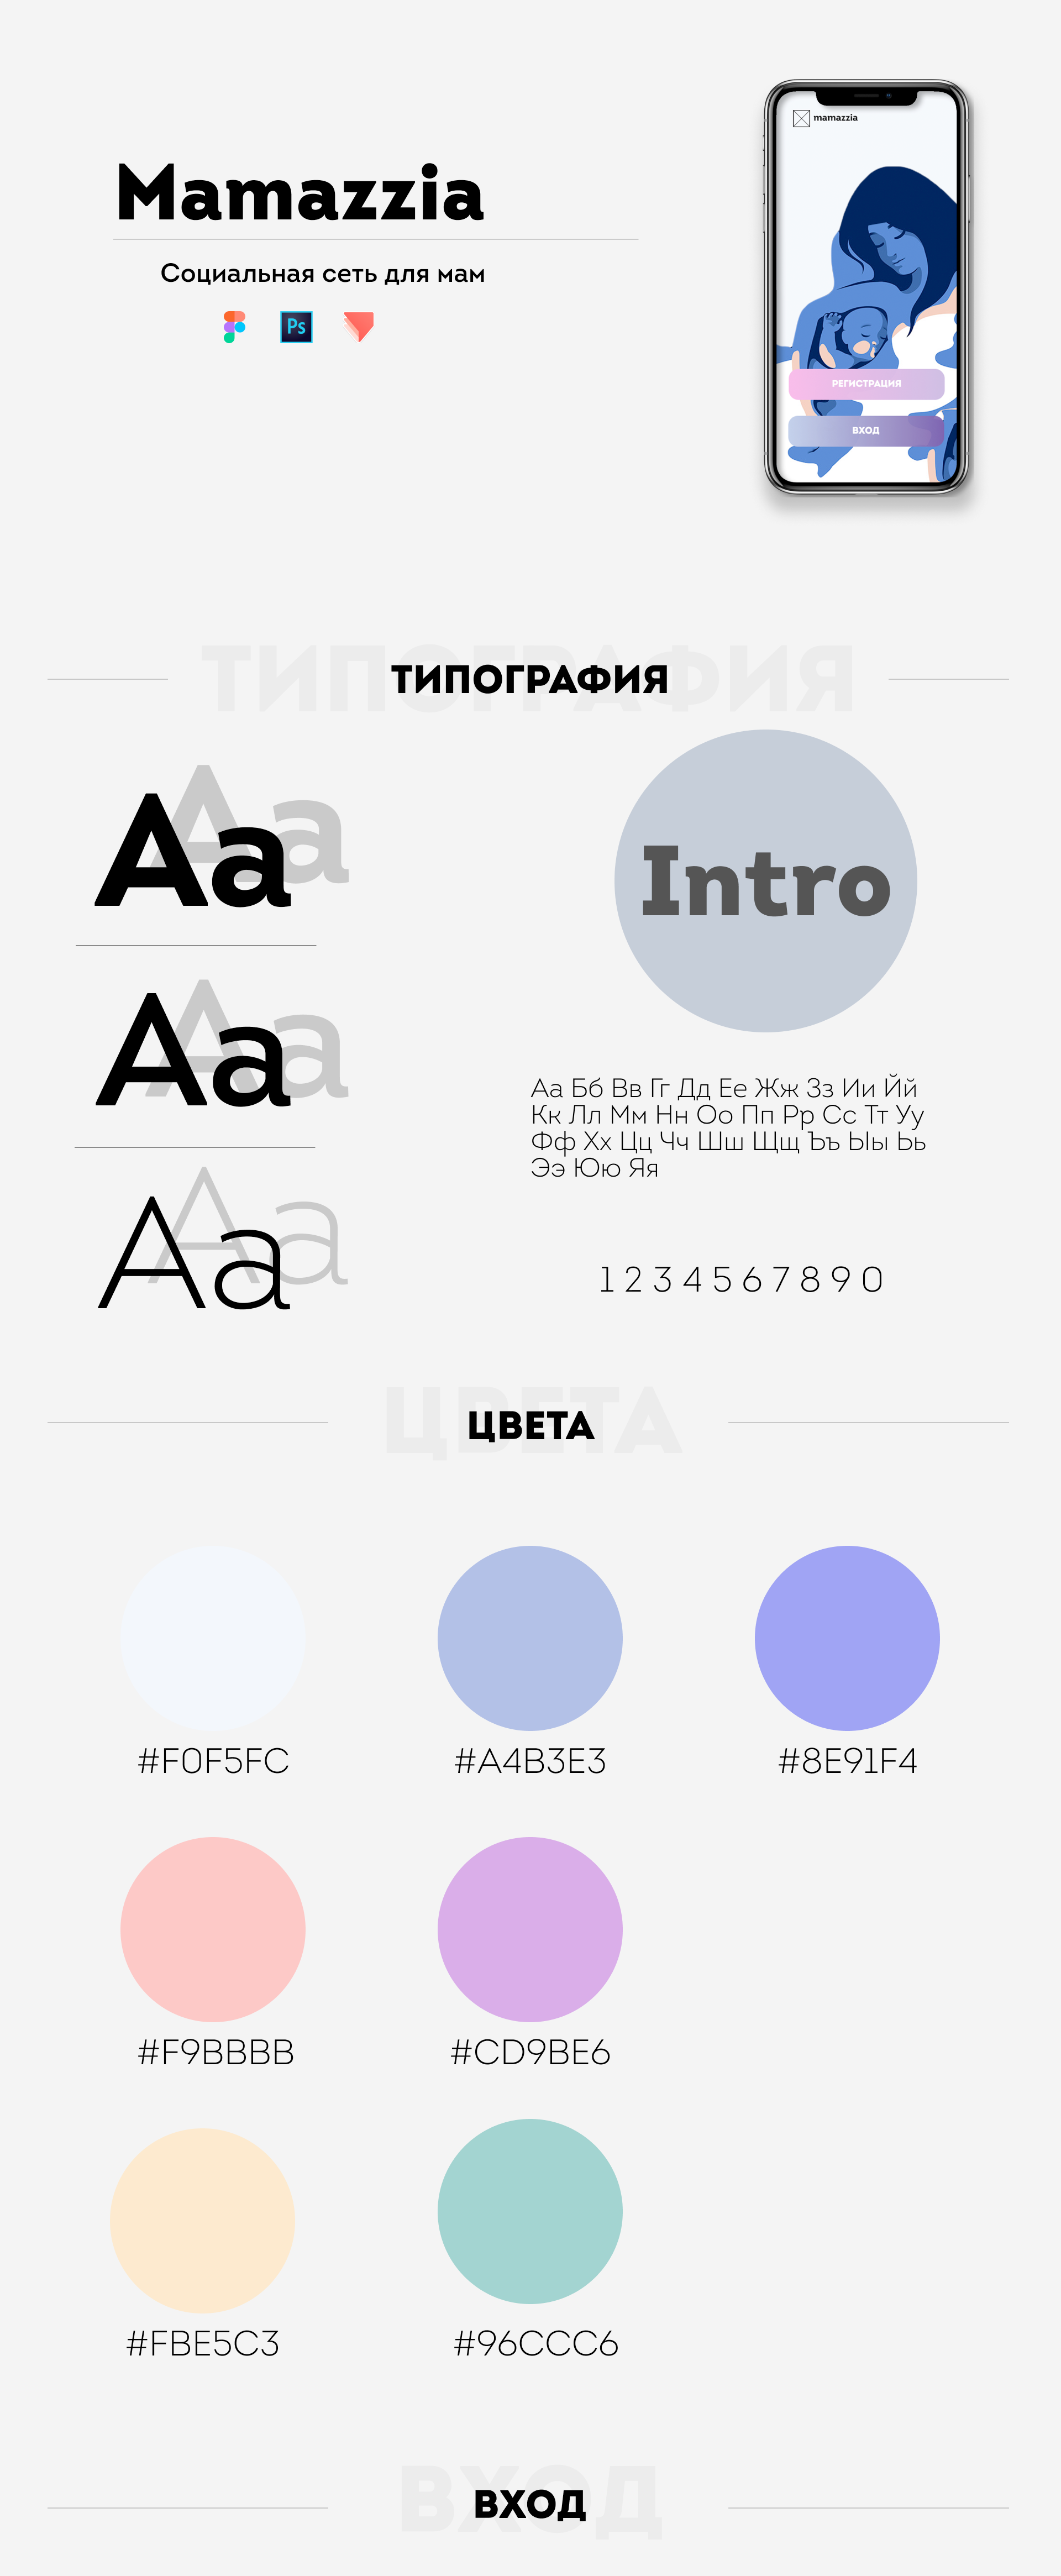 Mamazzia
Социальная сеть для мам
Ps
mamazzia
РЕГИСТРАЦИЯ
ВХОД
ТИПОГРАФИЯ
ТИПОГРАФИЯ
Aa
Aa
Intro
Aa
Aa
Aa
Aa
Аа Бб Вв Гг Дд Ее Жж Зз Ии Йй
Кк Лл Мм Нн Оо Пп Рр Сс Тт Уу
Фф Хх Цц Чч Шш Щщ Ъъ Ыы Ьь
Ээ Юю Яя
1 2 3 4 5 6 7 8 9 0
ЦВЕТА
ЦВЕТА
#F0F5FC
#A4B3E3
#8E91F4
#F9BBBB
#CD9BE6
#FBE5C3
#96CCC6
ВХОД
ВХОД